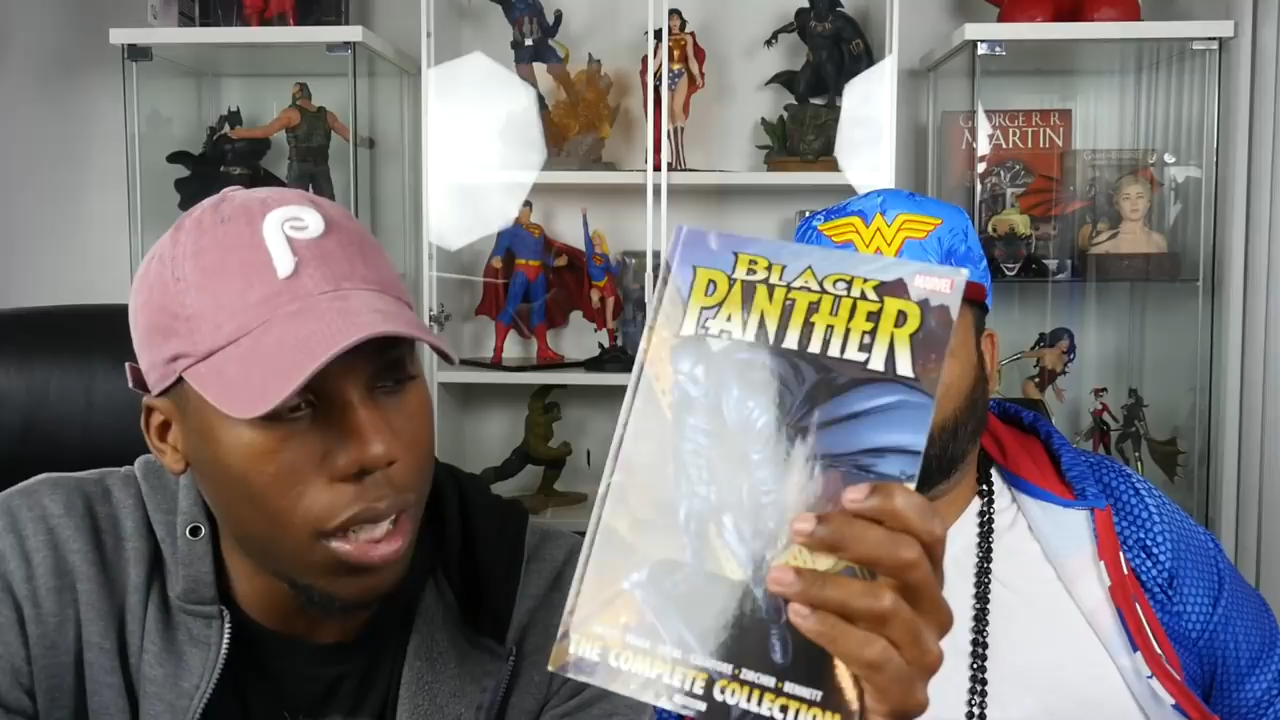 GEORGE R. R.
MARTIN
P
W
MARVEL
BLACK
PANTHER
ZIRCHER • BENNETT
THE COMPLETE COLLECTION